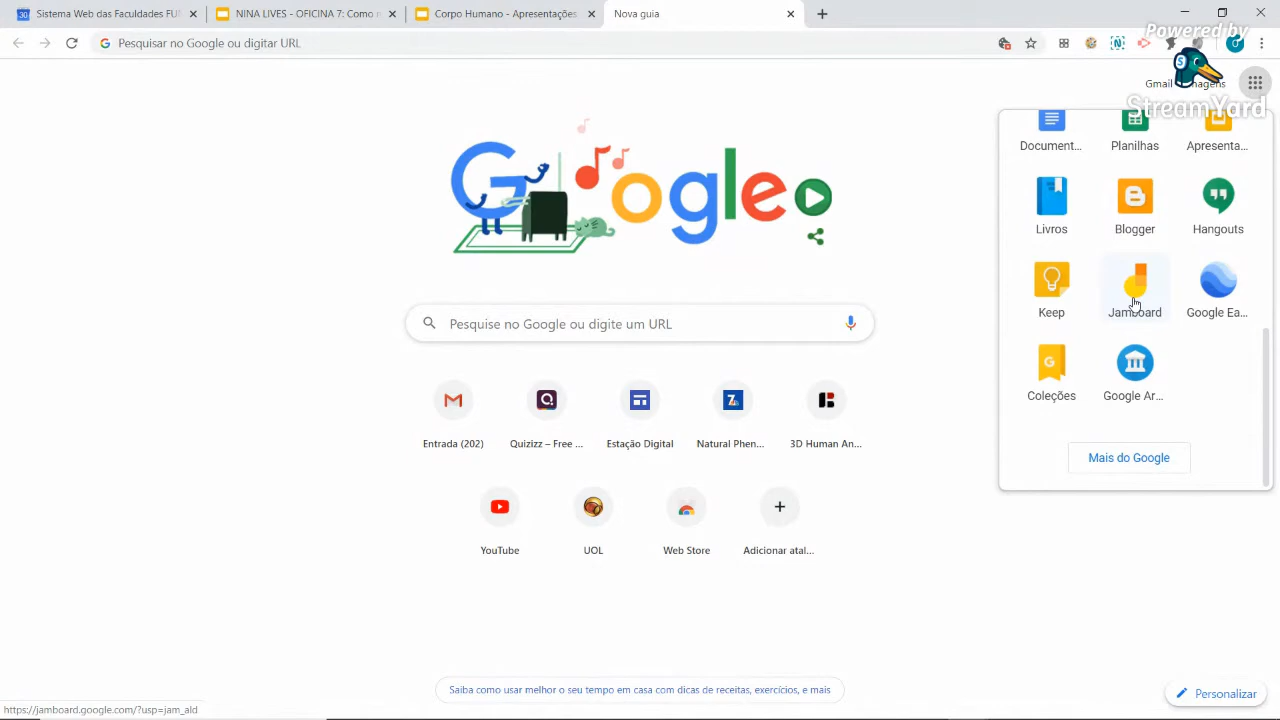 Sistema Web das Faculdades FUN
NINA LIVES - OFICINA 7: Como r
Corpo Humano - Apresentações
Nova guia
Pesquisar no Google ou digitar URL
Powered by
StreamYard
Gmail
Imagens
Google
Document...
Planilhas
Apresenta...
Livros
Blogger
Hangouts
Keep
Jamboard
Google Ea...
Coleções
Google Ar...
Mais do Google
Pesquise no Google ou digite um URL
Entrada (202)
Quizizz – Free ...
Estação Digital
Natural Phen...
3D Human An...
YouTube
UOL
Web Store
Adicionar atal...
Saiba como usar melhor o seu tempo em casa com dicas de receitas, exercícios, e mais
Personalizar
https://jamboard.google.com/?usp=jam_ald